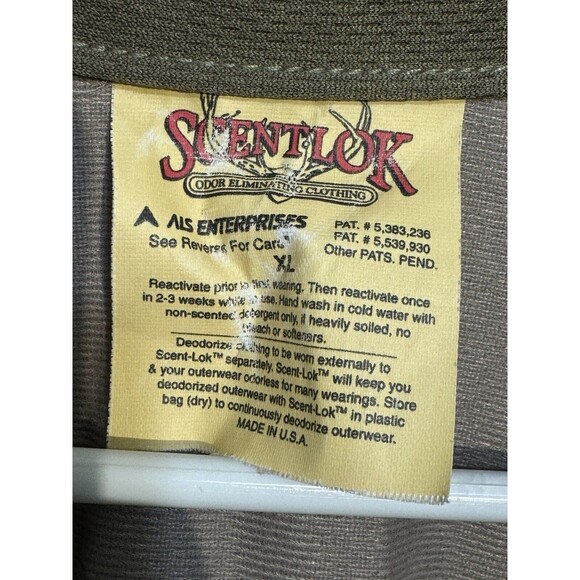 SCENTLOK
ODOR ELIMINATING CLOTHING
ALS ENTERPRISES
See Reverse For Care
XL
PAT. # 5,383,236
PAT. # 5,539,930
Other PATS. PEND.
Reactivate prior to first wearing. Then reactivate once
in 2-3 weeks while in use. Hand wash in cold water with
non-scented detergent only, if heavily soiled, no
bleach or softeners.
Deodorize clothing to be worn externally to
Scent-Lok™ separately. Scent-Lok™ will keep you
& your outerwear odorless for many wearings. Store
deodorized outerwear with Scent-Lok™ in plastic
bag (dry) to continuously deodorize outerwear.
MADE IN U.S.A.